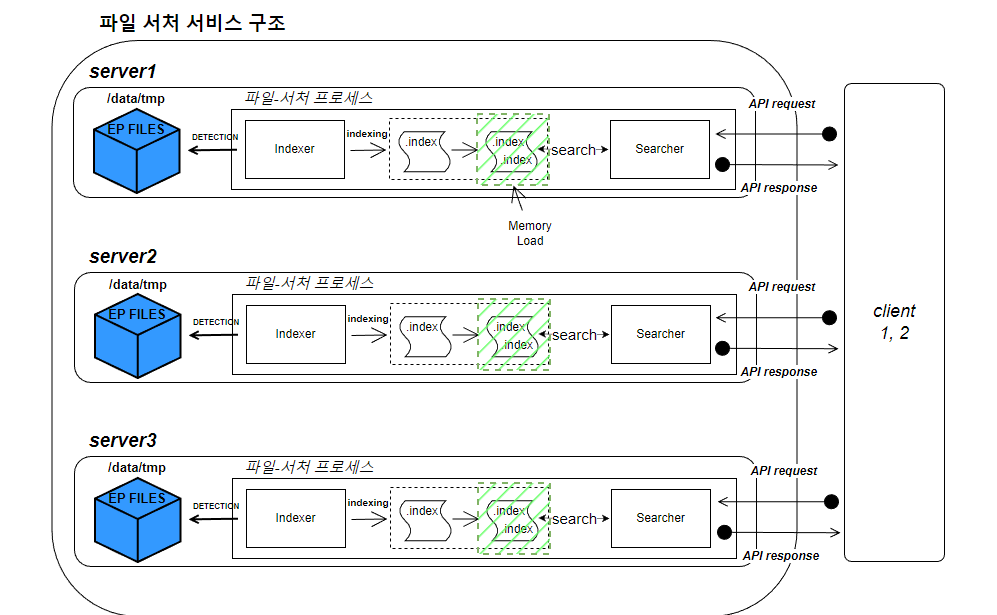 파일 서처 서비스 구조
server1
/data/tmp
EP FILES
DETECTION
파일-서처 프로세스
Indexer
indexing
.index
.index
.index
search
Searcher
API request
API response
Memory
Load
server2
/data/tmp
EP FILES
DETECTION
파일-서처 프로세스
Indexer
indexing
.index
.index
.index
search
Searcher
API request
API response
client
1, 2
server3
/data/tmp
EP FILES
DETECTION
파일-서처 프로세스
Indexer
indexing
.index
.index
.index
search
Searcher
API request
API response